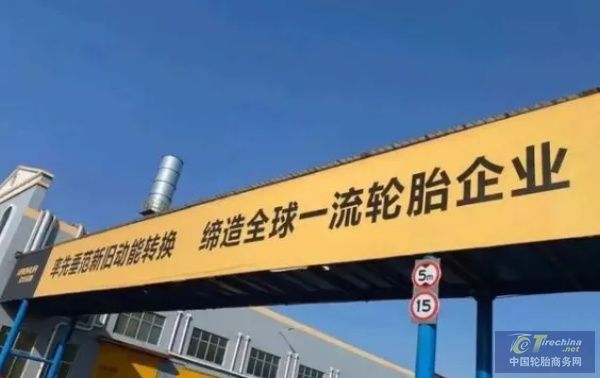 率先垂范新旧动能转换 缔造全球一流轮胎企业
5m
15
Tirechina.net
中国轮胎商务网